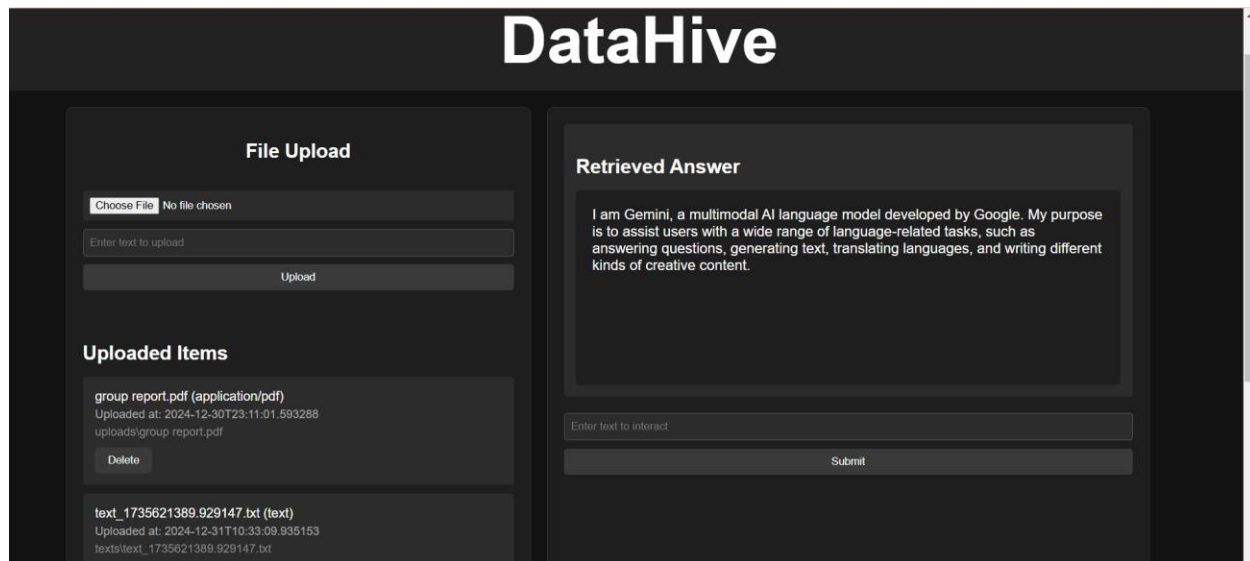 DataHive
File Upload
Choose File No file chosen
Enter text to upload
Upload
Uploaded Items
group report.pdf (application/pdf)
Uploaded at: 2024-12-30T23:11:01.593288
uploads\group report.pdf
Delete
text_1735621389.929147.txt (text)
Uploaded at: 2024-12-31T10:33:09.935153
texts\text_1735621389.929147.txt
Retrieved Answer
I am Gemini, a multimodal AI language model developed by Google. My purpose
is to assist users with a wide range of language-related tasks, such as
answering questions, generating text, translating languages, and writing different
kinds of creative content.
Enter text to interact
Submit